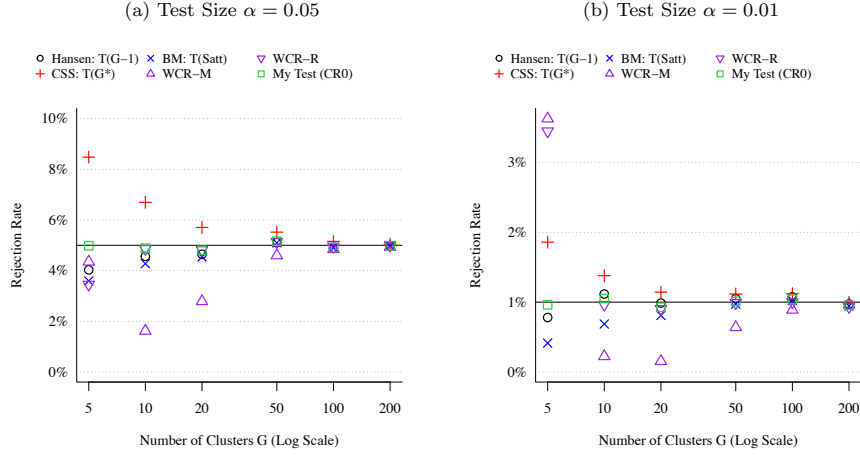 (a) Test Size α = 0.05
Hansen: T(G−1) BM: T(Satt) WCR−R
CSS: T(G*) WCR−M My Test (CR0)
10%
8%
6%
4%
2%
0%
Rejection Rate
5 10 20 50 100 200
Number of Clusters G (Log Scale)
(b) Test Size α = 0.01
Hansen: T(G−1) BM: T(Satt) WCR−R
CSS: T(G*) WCR−M My Test (CR0)
3%
2%
1%
0%
Rejection Rate
5 10 20 50 100 200
Number of Clusters G (Log Scale)